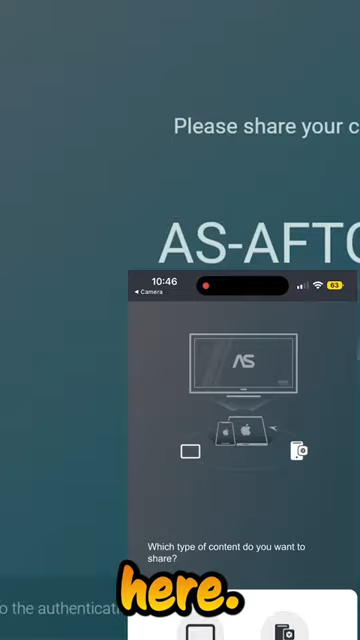 Please share your c
AS-AFT
10:46
63
◀ Camera
AS
Which type of content do you want to
share?
here.
o the authenticati